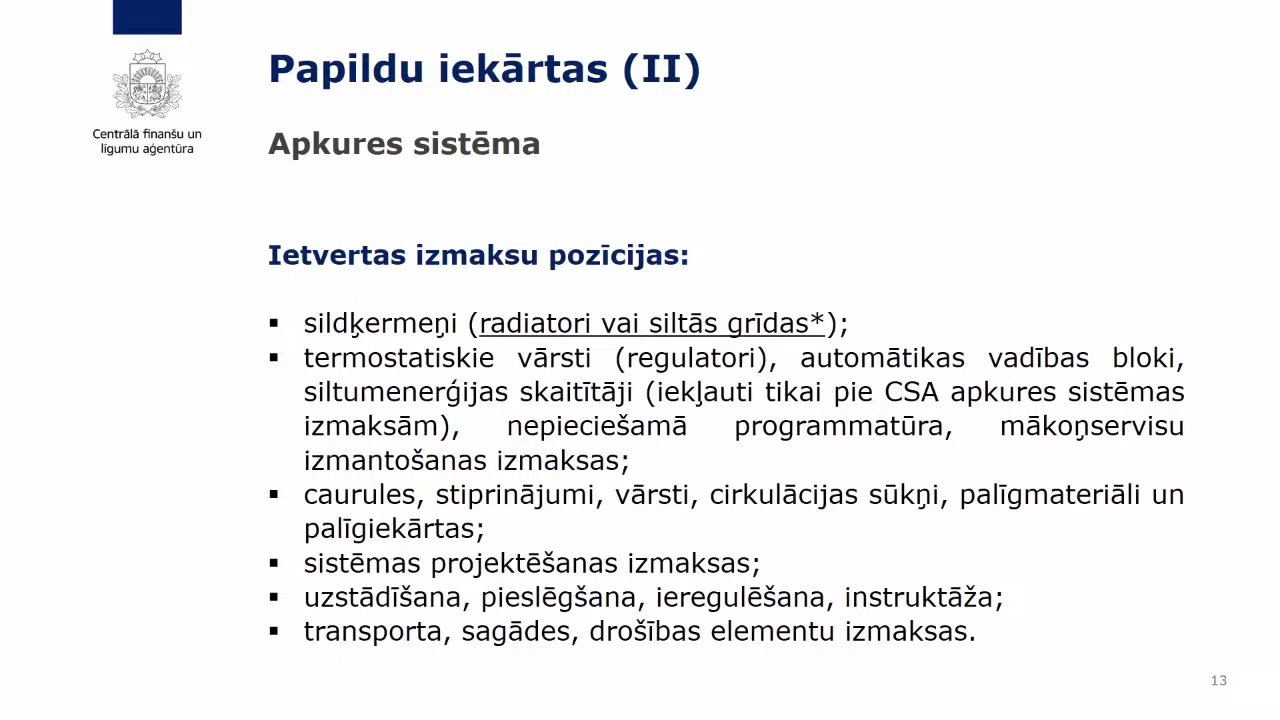 Centrālā finanšu un
līgumu aģentūra
Papildu iekārtas (II)
Apkures sistēma
Ietvertas izmaksu pozīcijas:
▪ sildķermeņi (radiatori vai siltās grīdas*);
▪ termostatiskie vārsti (regulatori), automātikas vadības bloki,
siltumenerģijas skaitītāji (iekļauti tikai pie CSA apkures sistēmas
izmaksām), nepieciešamā programmatūra, mākoņservisu
izmantošanas izmaksas;
▪ caurules, stiprinājumi, vārsti, cirkulācijas sūkņi, palīgmateriāli un
palīgiekārtas;
▪ sistēmas projektēšanas izmaksas;
▪ uzstādīšana, pieslēgšana, ieregulēšana, instruktāža;
▪ transporta, sagādes, drošības elementu izmaksas.
13